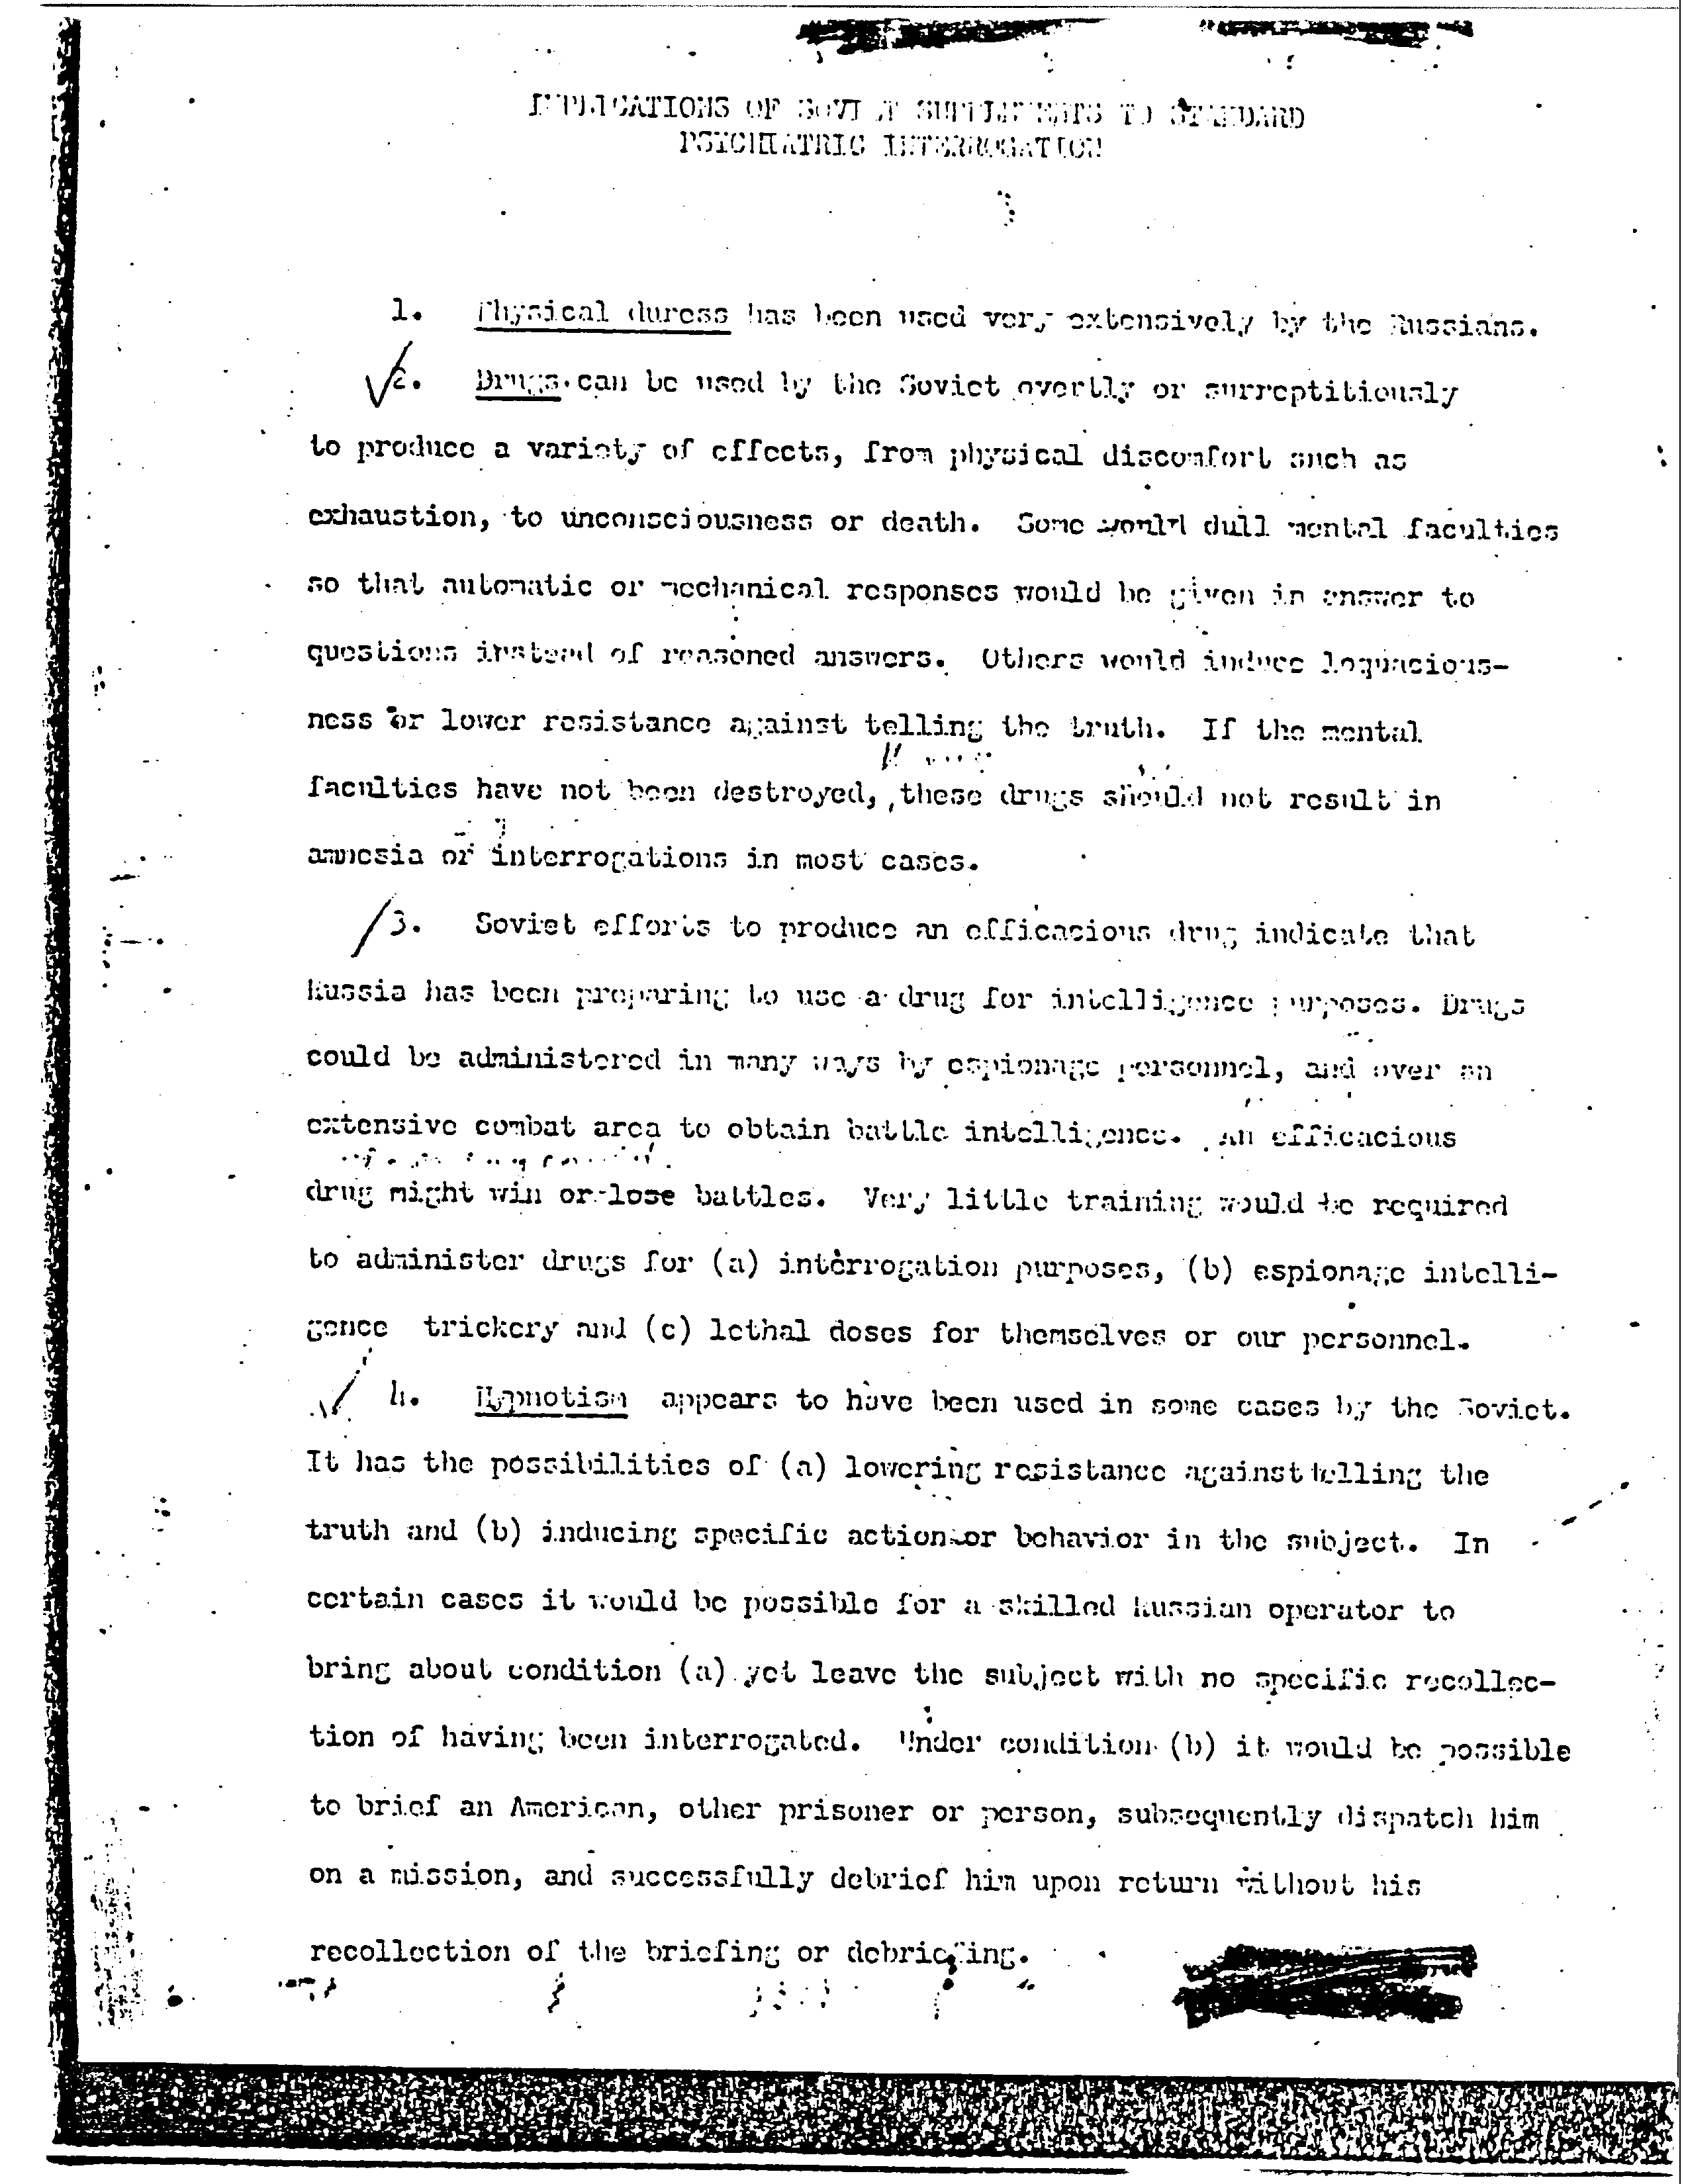 IMPLICATIONS OF SOVIET SUPPLEMENTS TO STANDARD
PSYCHIATRIC INTERROGATION
1. Physical duress has been used very extensively by the Russians.
2. Drugs can be used by the Soviet overtly or surreptitiously
to produce a variety of effects, from physical discomfort such as
exhaustion, to unconsciousness or death. Some would dull mental faculties
so that automatic or mechanical responses would be given in answer to
questions instead of reasoned answers. Others would induce loquacious-
ness or lower resistance against telling the truth. If the mental
faculties have not been destroyed, these drugs should not result in
amnesia of interrogations in most cases.
3. Soviet efforts to produce an efficacious drug indicate that
Russia has been preparing to use a drug for intelligence purposes. Drugs
could be administered in many ways by espionage personnel, and over an
extensive combat area to obtain battle intelligence. An efficacious
drug might win or lose battles. Very little training would be required
to administer drugs for (a) interrogation purposes, (b) espionage intelli-
gence trickery and (c) lethal doses for themselves or our personnel.
4. Hypnotism appears to have been used in some cases by the Soviet.
It has the possibilities of (a) lowering resistance against telling the
truth and (b) inducing specific action or behavior in the subject. In
certain cases it would be possible for a skilled Russian operator to
bring about condition (a) yet leave the subject with no specific recollec-
tion of having been interrogated. Under condition (b) it would be possible
to brief an American, other prisoner or person, subsequently dispatch him
on a mission, and successfully debrief him upon return without his
recollection of the briefing or debriefing.